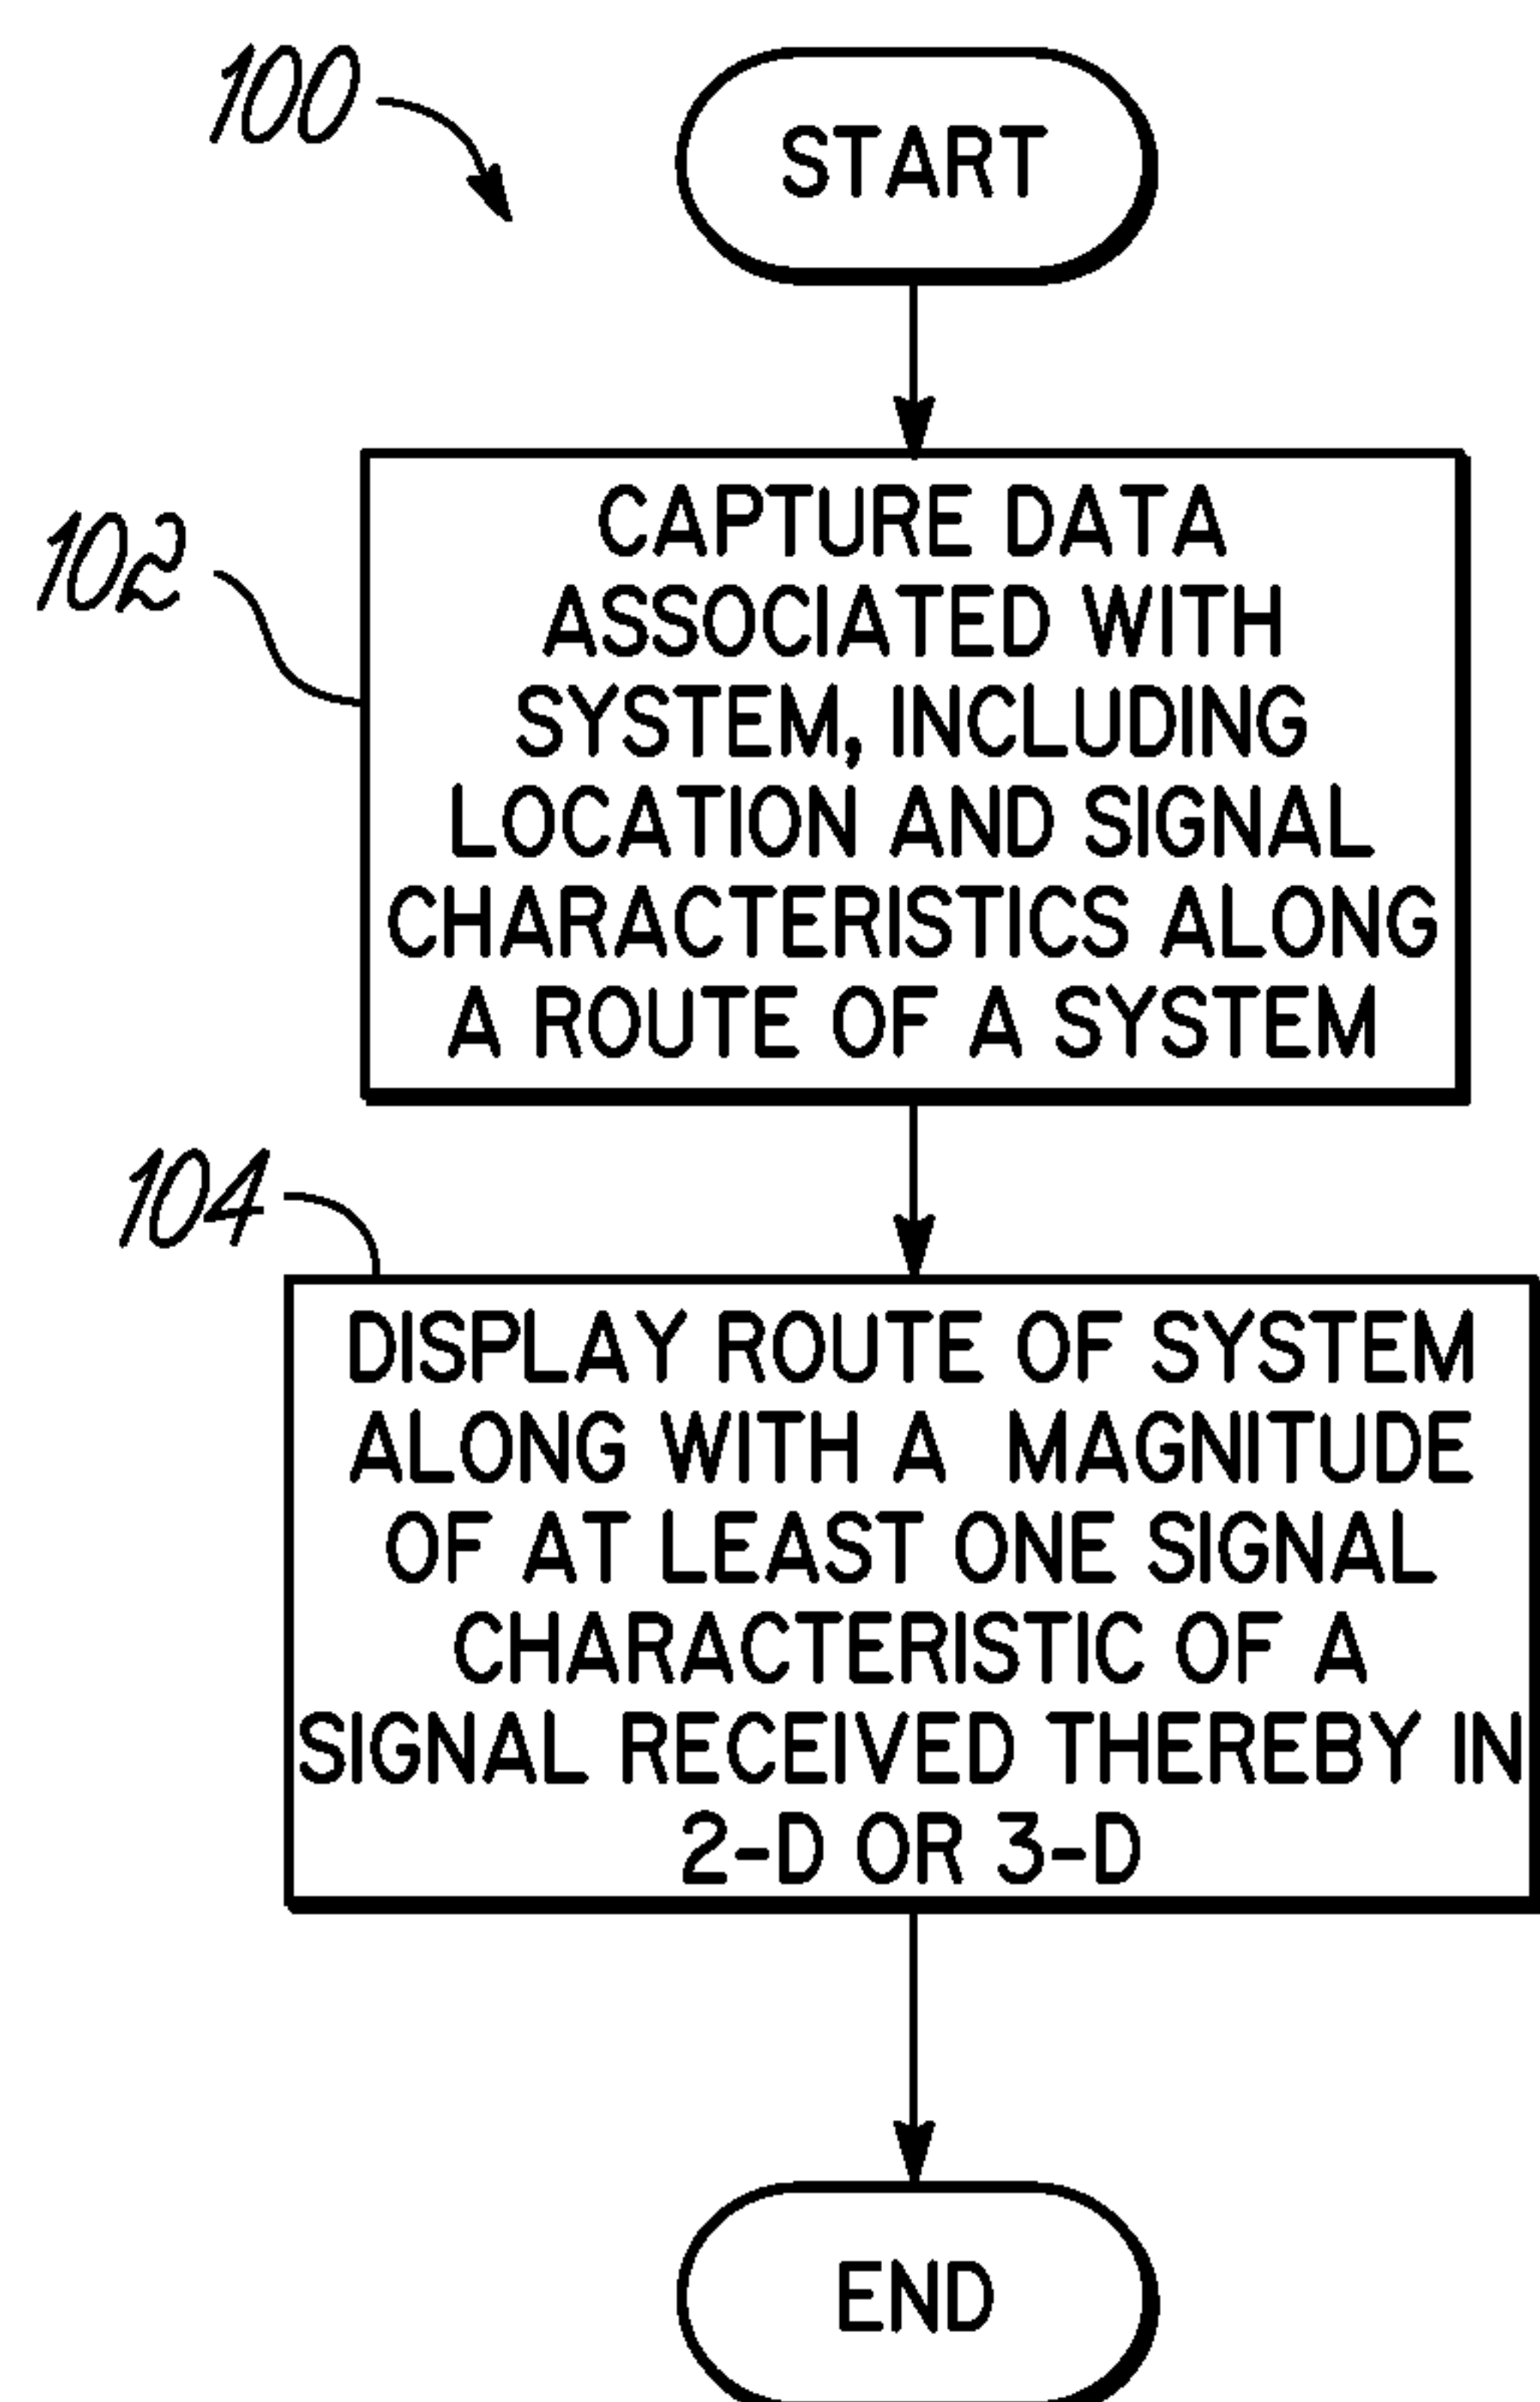 100
START
102
CAPTURE DATA
ASSOCIATED WITH
SYSTEM, INCLUDING
LOCATION AND SIGNAL
CHARACTERISTICS ALONG
A ROUTE OF A SYSTEM
104
DISPLAY ROUTE OF SYSTEM
ALONG WITH A MAGNITUDE
OF AT LEAST ONE SIGNAL
CHARACTERISTIC OF A
SIGNAL RECEIVED THEREBY IN
2-D OR 3-D
END